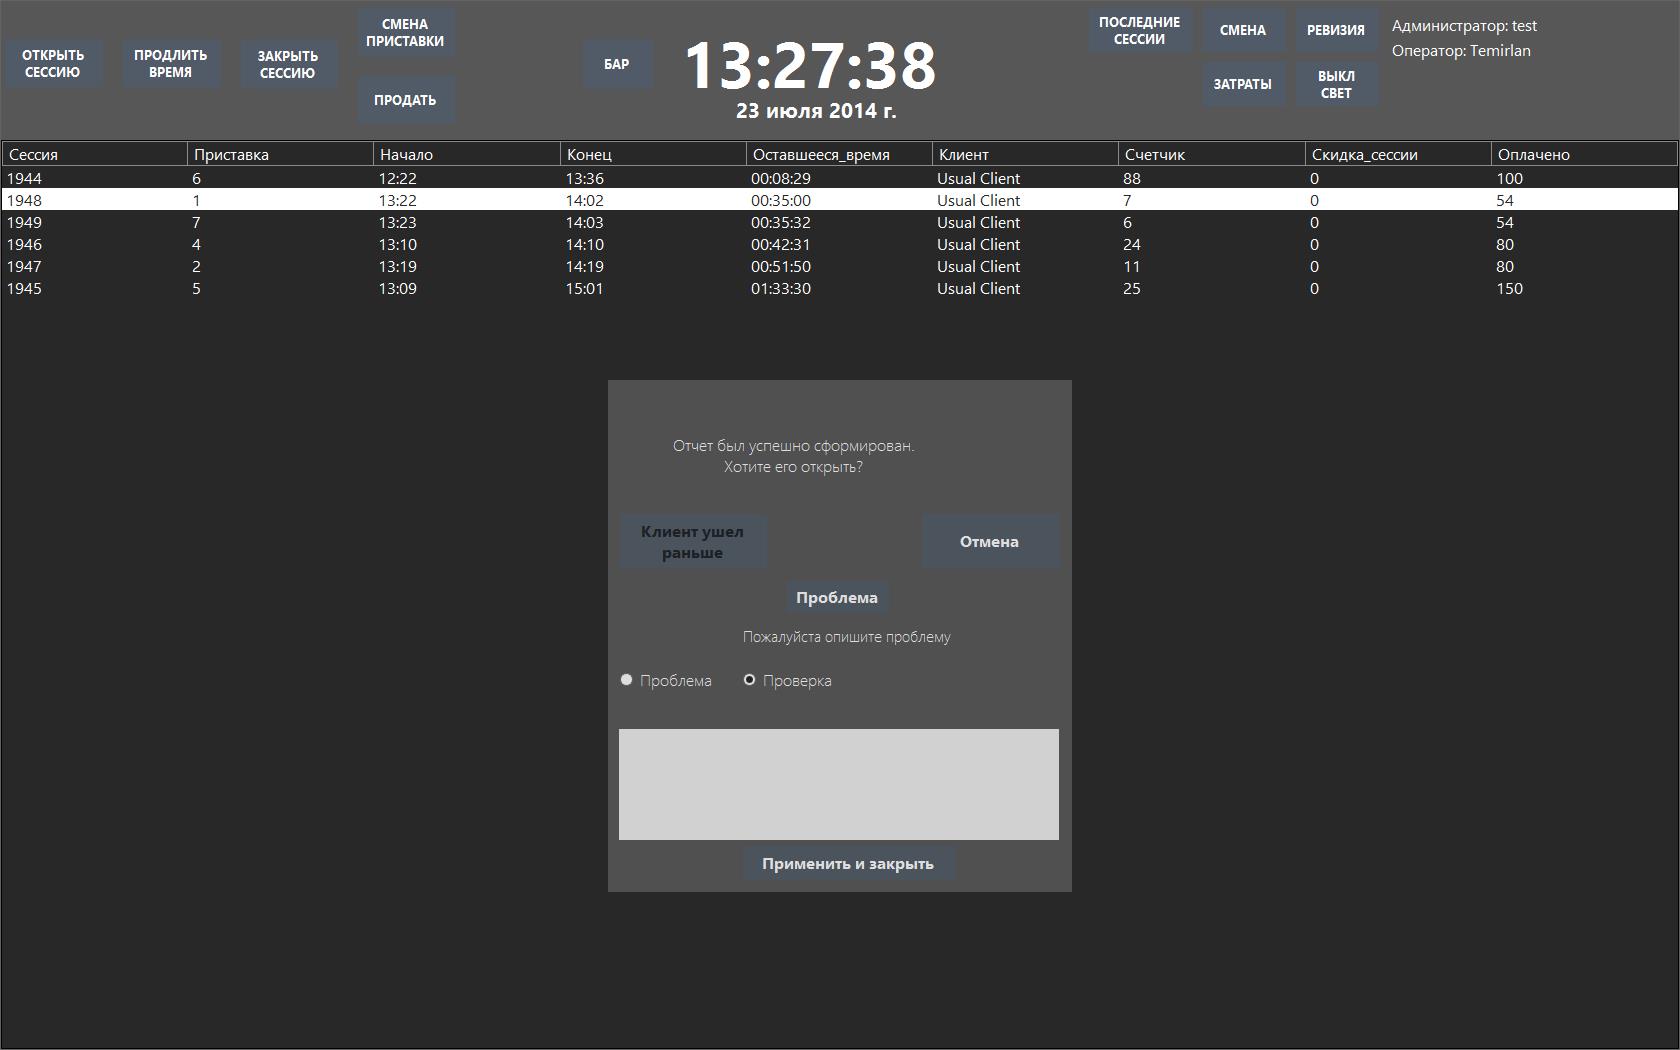 ОТКРЫТЬ
СЕССИЮ
ПРОДЛИТЬ
ВРЕМЯ
ЗАКРЫТЬ
СЕССИЮ
СМЕНА
ПРИСТАВКИ
ПРОДАТЬ
БАР
13:27:38
23 июля 2014 г.
ПОСЛЕДНИЕ
СЕССИИ
СМЕНА
РЕВИЗИЯ
ЗАТРАТЫ
ВЫКЛ
СВЕТ
Администратор: test
Оператор: Temirlan
Сессия Приставка Начало Конец Оставшееся_время Клиент Счетчик Скидка_сессии Оплачено
1944 6 12:22 13:36 00:08:29 Usual Client 88 0 100
1948 1 13:22 14:02 00:35:00 Usual Client 7 0 54
1949 7 13:23 14:03 00:35:32 Usual Client 6 0 54
1946 4 13:10 14:10 00:42:31 Usual Client 24 0 80
1947 2 13:19 14:19 00:51:50 Usual Client 11 0 80
1945 5 13:09 15:01 01:33:30 Usual Client 25 0 150
Отчет был успешно сформирован.
Хотите его открыть?
Клиент ушел
раньше
Отмена
Проблема
Пожалуйста опишите проблему
Проблема Проверка
Применить и закрыть